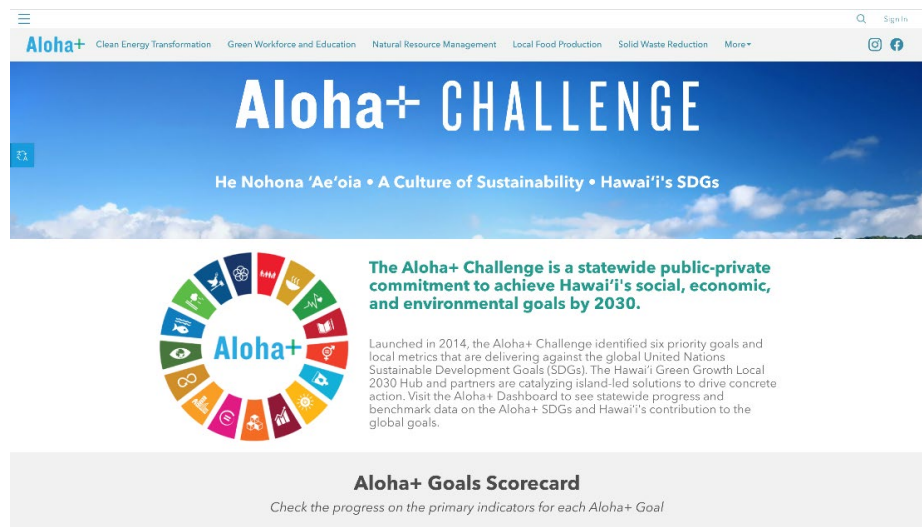 Sign In
Aloha+ Clean Energy Transformation Green Workforce and Education Natural Resource Management Local Food Production Solid Waste Reduction More
Aloha+ CHALLENGE
He Nohona ʻAeʻoia • A Culture of Sustainability • Hawaiʻi's SDGs
Aloha+
The Aloha+ Challenge is a statewide public-private
commitment to achieve Hawaiʻi's social, economic,
and environmental goals by 2030.
Launched in 2014, the Aloha+ Challenge identified six priority goals and
local metrics that are delivering against the global United Nations
Sustainable Development Goals (SDGs). The Hawaiʻi Green Growth Local
2030 Hub and partners are catalyzing island-led solutions to drive concrete
action. Visit the Aloha+ Dashboard to see statewide progress and
benchmark data on the Aloha+ SDGs and Hawaiʻi's contribution to the
global goals.
Aloha+ Goals Scorecard
Check the progress on the primary indicators for each Aloha+ Goal